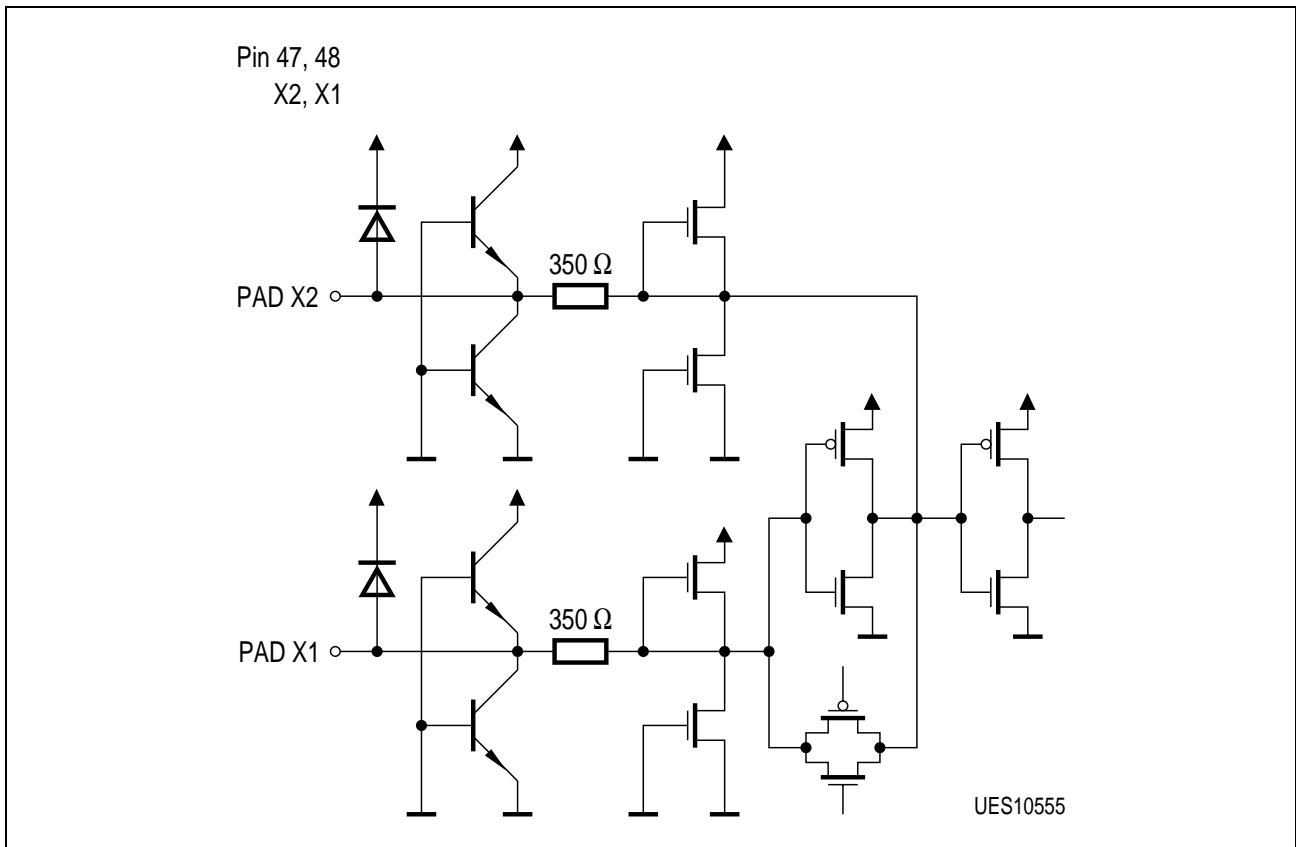 Pin 47, 48
X2, X1
350 Ω
PAD X2
350 Ω
PAD X1
UES10555